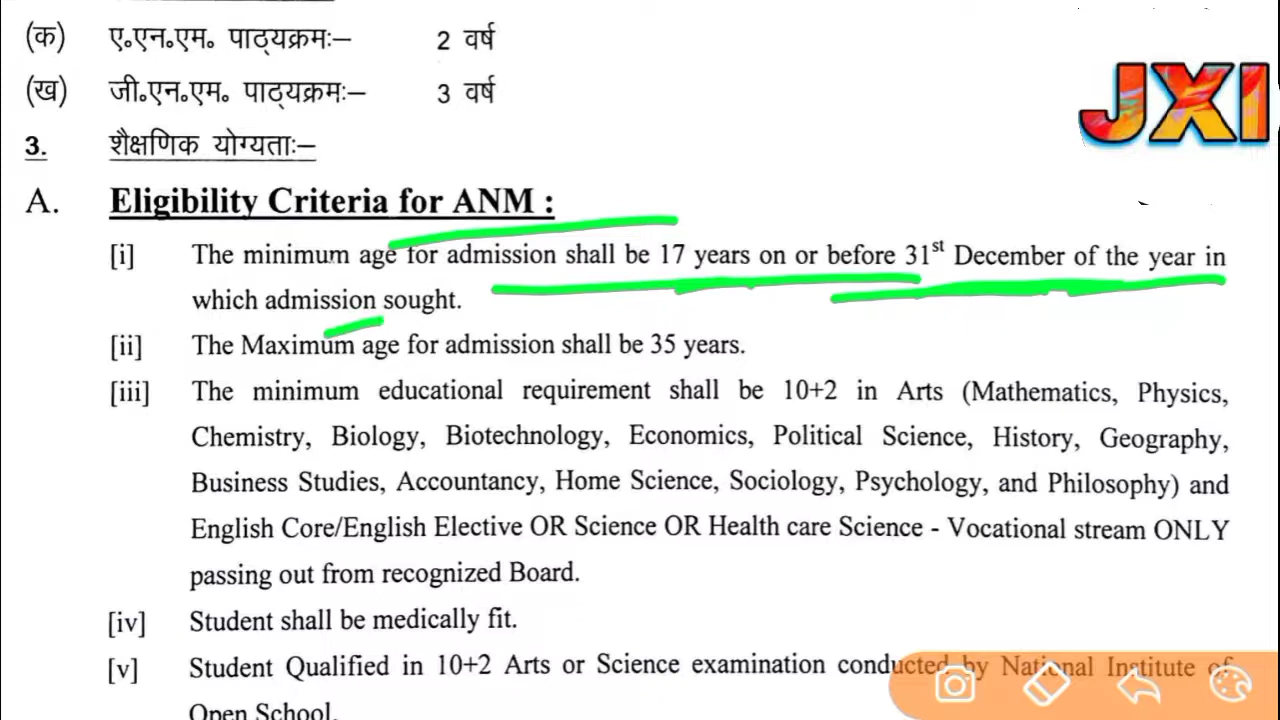 (क) ए.एन.एम. पाठ्यक्रमः– 2 वर्ष
(ख) जी.एन.एम. पाठ्यक्रमः– 3 वर्ष
3. शैक्षणिक योग्यताः–
JXI
A. Eligibility Criteria for ANM :
[i] The minimum age for admission shall be 17 years on or before 31st December of the year in
which admission sought.
[ii] The Maximum age for admission shall be 35 years.
[iii] The minimum educational requirement shall be 10+2 in Arts (Mathematics, Physics,
Chemistry, Biology, Biotechnology, Economics, Political Science, History, Geography,
Business Studies, Accountancy, Home Science, Sociology, Psychology, and Philosophy) and
English Core/English Elective OR Science OR Health care Science - Vocational stream ONLY
passing out from recognized Board.
[iv] Student shall be medically fit.
[v] Student Qualified in 10+2 Arts or Science examination conducted by National Institute of
Open School.